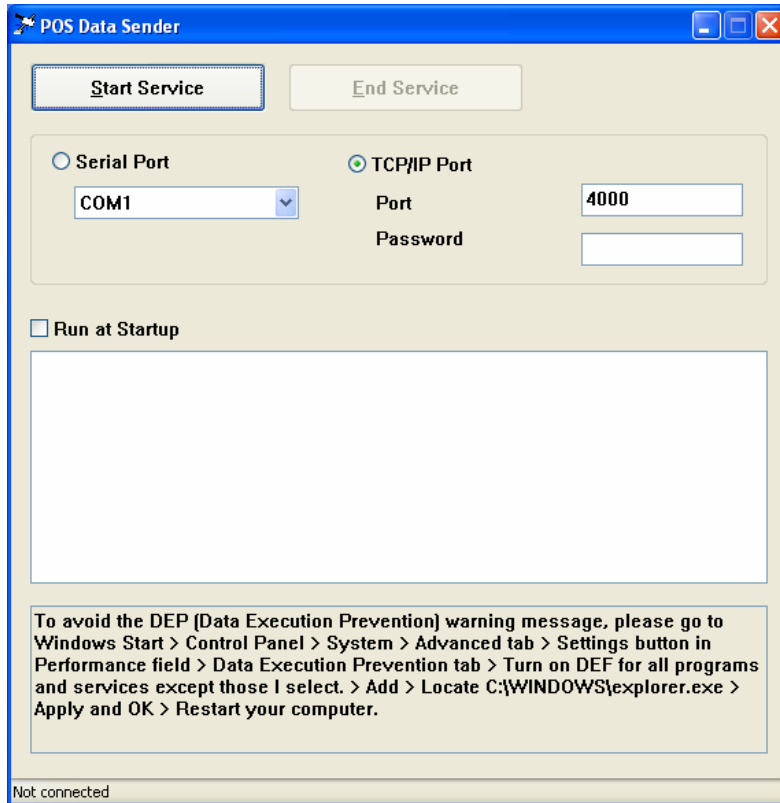 POS Data Sender
Start Service
End Service
Serial Port
TCP/IP Port
COM1
Port
4000
Password
Run at Startup
To avoid the DEP (Data Execution Prevention) warning message, please go to
Windows Start > Control Panel > System > Advanced tab > Settings button in
Performance field > Data Execution Prevention tab > Turn on DEF for all programs
and services except those I select. > Add > Locate C:\WINDOWS\explorer.exe >
Apply and OK > Restart your computer.
Not connected